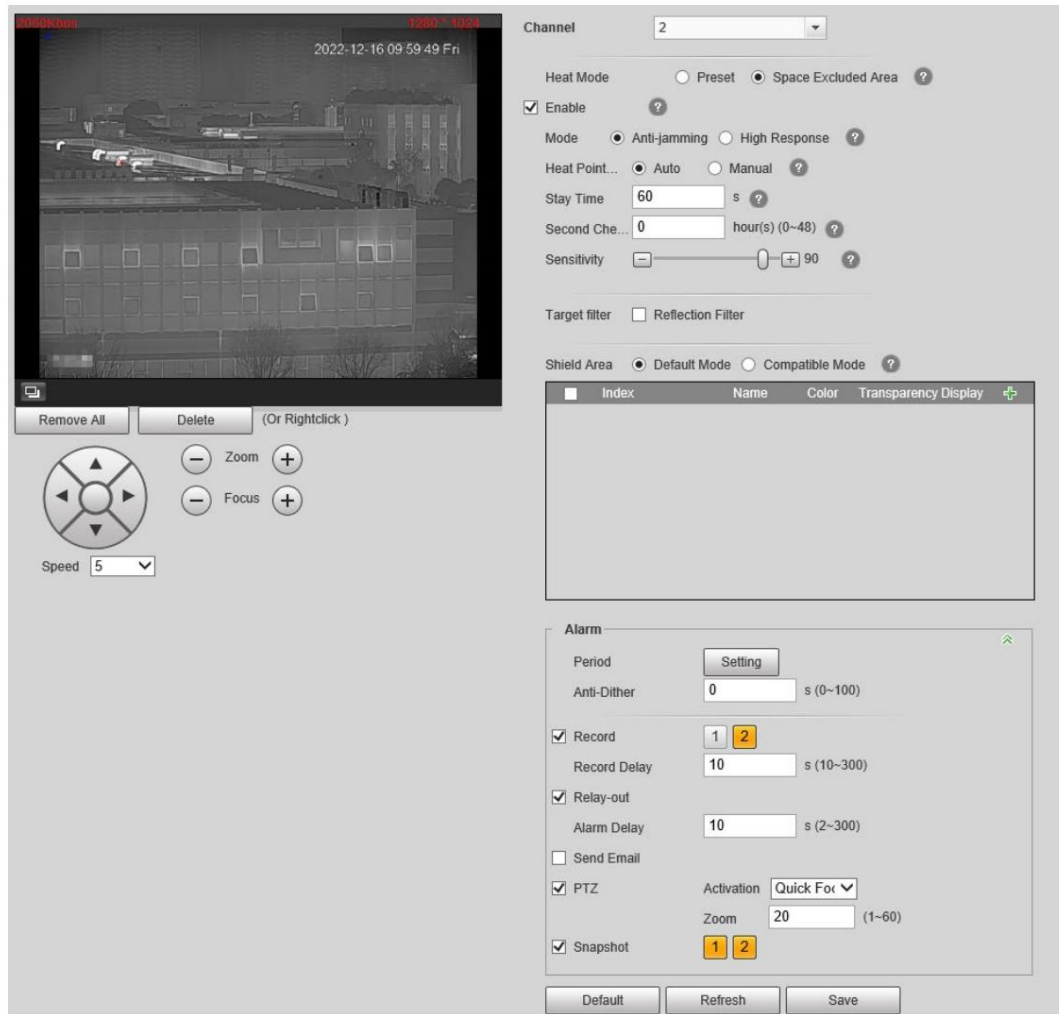 2060Kbps 1280 * 1024
2022-12-16 09:59:49 Fri
Remove All Delete (Or Rightclick )
Zoom
Focus
Speed 5
Channel 2
Heat Mode Preset Space Excluded Area
Enable
Mode Anti-jamming High Response
Heat Point... Auto Manual
Stay Time 60 s
Second Che... 0 hour(s) (0~48)
Sensitivity 90
Target filter Reflection Filter
Shield Area Default Mode Compatible Mode
Index Name Color Transparency Display
Alarm
Period Setting
Anti-Dither 0 s (0~100)
Record 1 2
Record Delay 10 s (10~300)
Relay-out
Alarm Delay 10 s (2~300)
Send Email
PTZ Activation Quick Foc
Zoom 20 (1~60)
Snapshot 1 2
Default Refresh Save